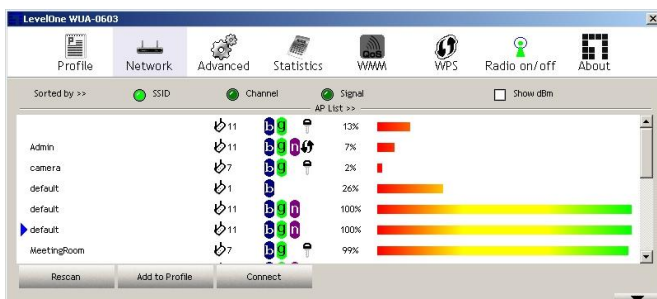 LevelOne WUA-0603
Profile Network Advanced Statistics QoS WMM WPS Radio on/off About
Sorted by >> SSID Channel Signal Show dBm
AP List >>
11 b g 13%
Admin 11 b g n 7%
camera 7 b g 2%
default 1 b 26%
default 11 b g n 100%
default 11 b g n 100%
MeetingRoom 7 b g 99%
Rescan Add to Profile Connect